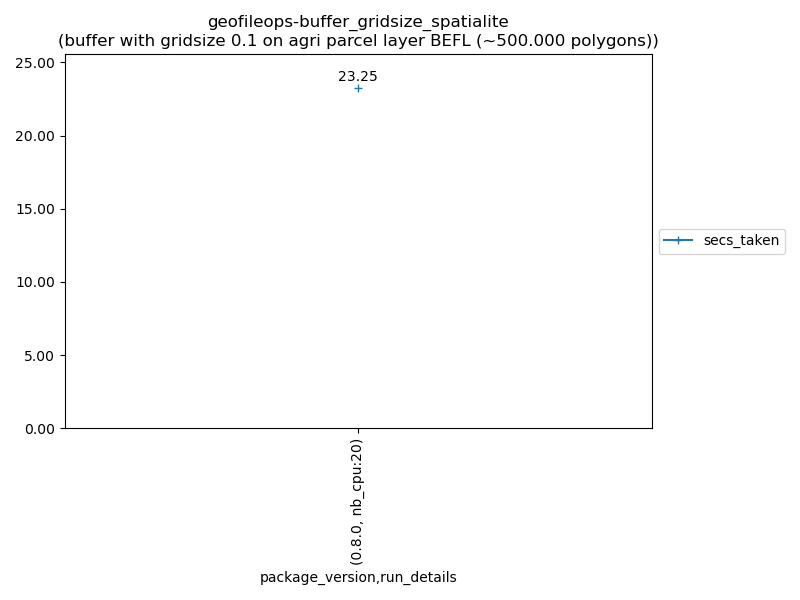 geofileops-buffer_gridsize_spatialite
(buffer with gridsize 0.1 on agri parcel layer BEFL (~500.000 polygons))
25.00
23.25
20.00
15.00
secs_taken
10.00
5.00
0.00
(0.8.0, nb_cpu:20)
package_version,run_details